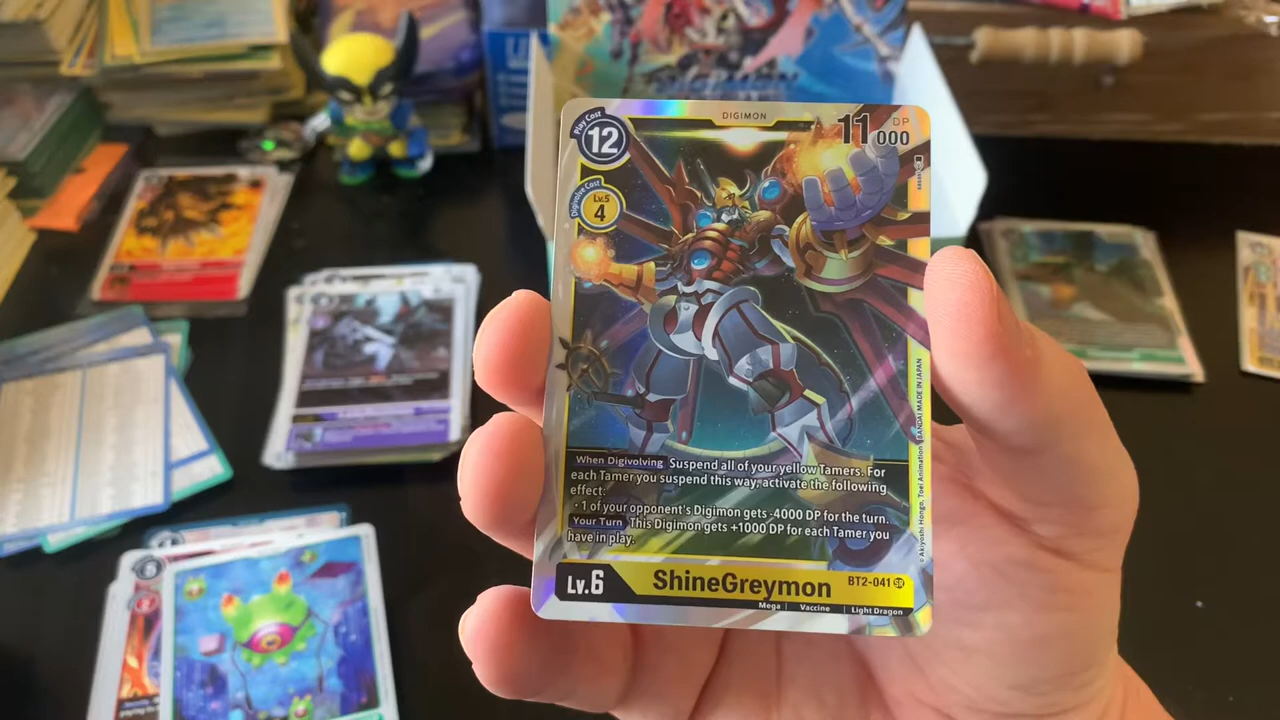 DIGIMON
Play Cost
12
11000
DP
Digivolve Cost
Lv.5
4
When Digivolving Suspend all of your yellow Tamers. For
each Tamer you suspend this way, activate the following
effect:
・1 of your opponent's Digimon gets -4000 DP for the turn.
Your Turn This Digimon gets +1000 DP for each Tamer you
have in play.
©Akiyoshi Hongo, Toei Animation BANDAI MADE IN JAPAN
Lv.6
ShineGreymon
BT2-041 SR
Mega | Vaccine | Light Dragon